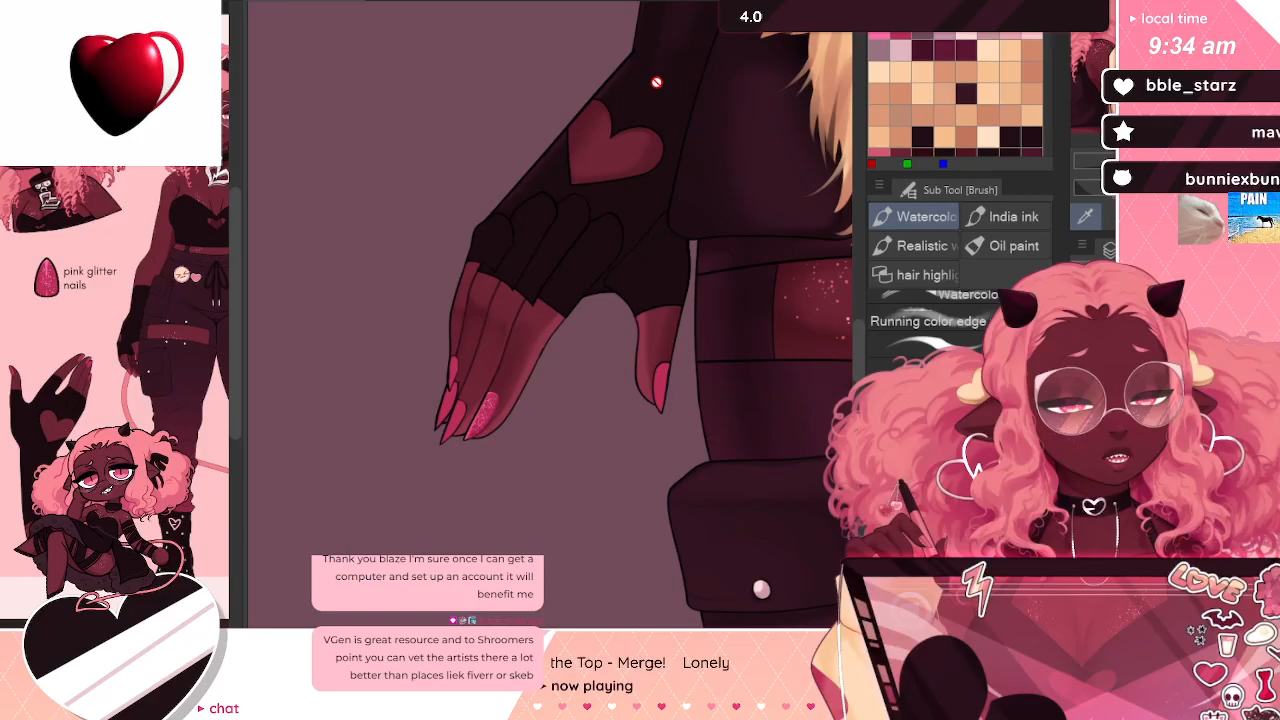 4.0
local time
9:34 am
bble_starz
mav
bunniexbun
PAIN
pink glitter
nails
Sub Tool [Brush]
Watercolo
India ink
Realistic w
Oil paint
hair highlig
Watercolo
Running color edge
Thank you blaze I'm sure once I can get a
computer and set up an account it will
benefit me
VGen is great resource and to Shroomers
point you can vet the artists there a lot
better than places liek fiverr or skeb
the Top - Merge! Lonely
now playing
chat
LOVE